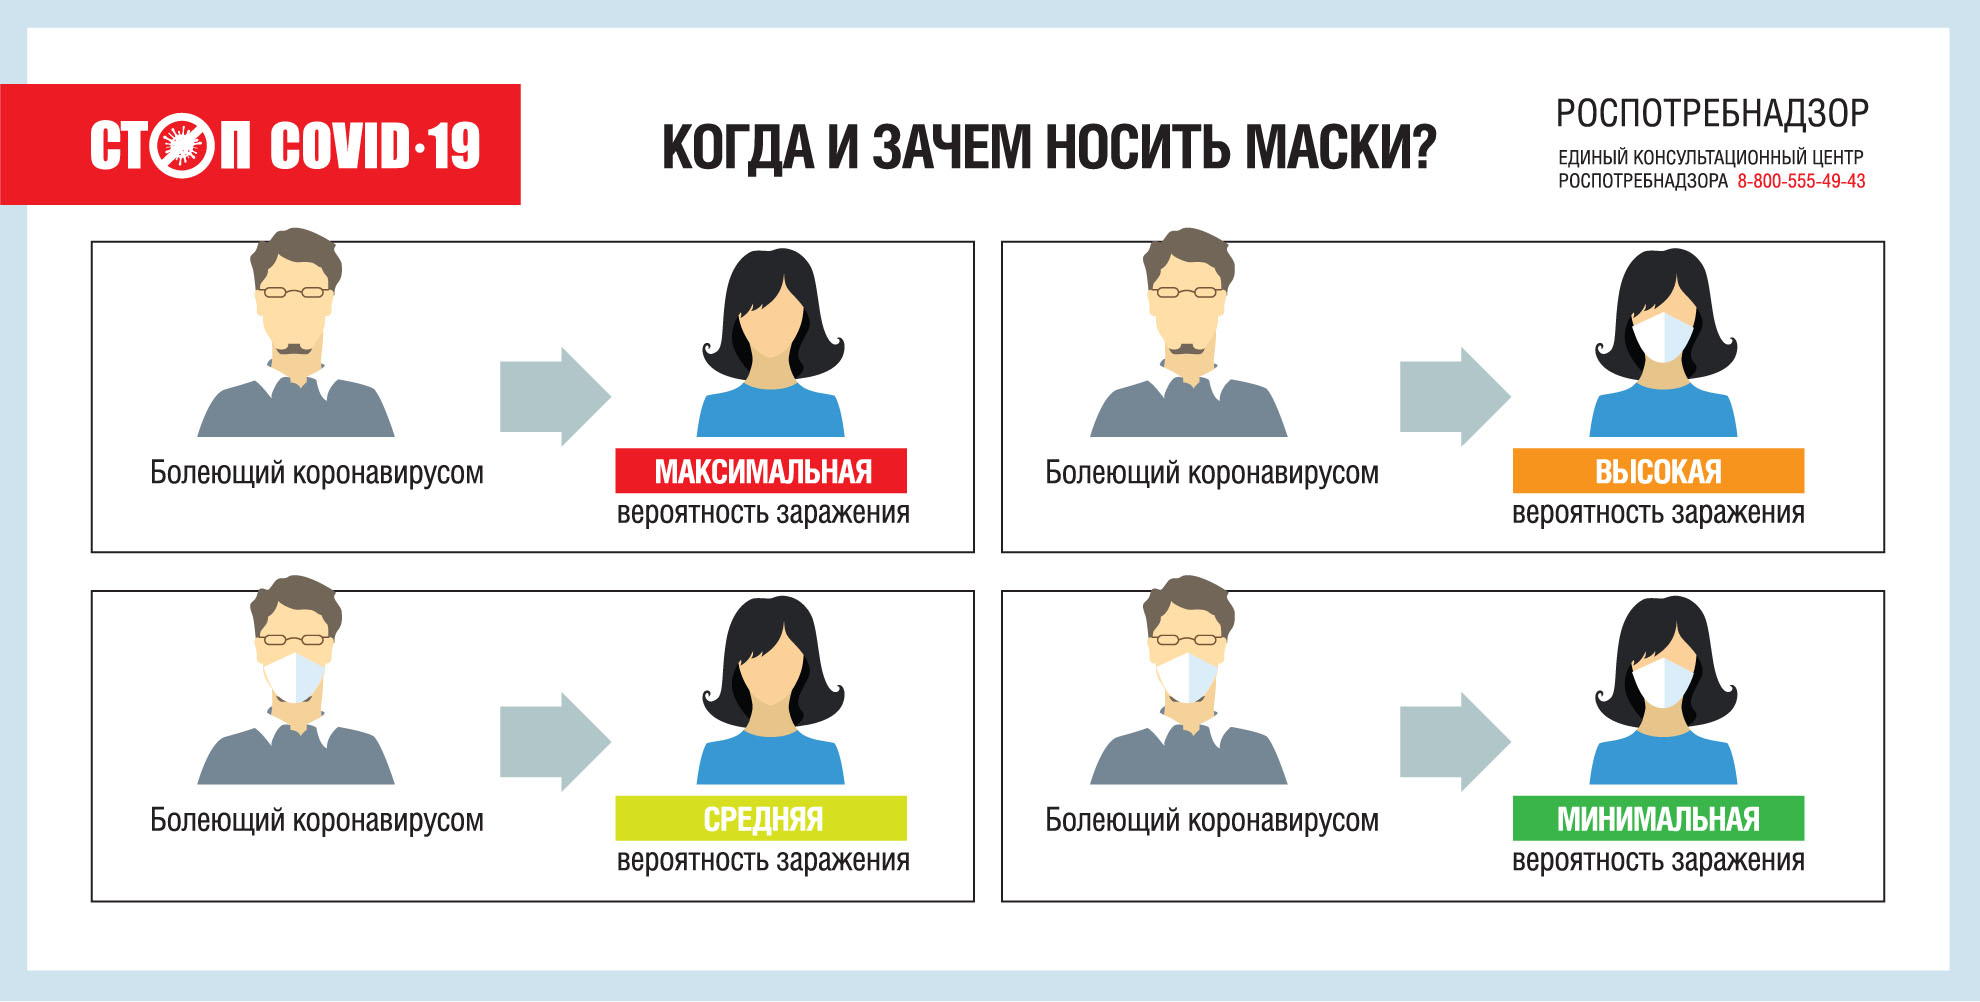 СТОП COVID·19
КОГДА И ЗАЧЕМ НОСИТЬ МАСКИ?
РОСПОТРЕБНАДЗОР
ЕДИНЫЙ КОНСУЛЬТАЦИОННЫЙ ЦЕНТР
РОСПОТРЕБНАДЗОРА 8-800-555-49-43
Болеющий коронавирусом
МАКСИМАЛЬНАЯ
вероятность заражения
Болеющий коронавирусом
ВЫСОКАЯ
вероятность заражения
Болеющий коронавирусом
СРЕДНЯЯ
вероятность заражения
Болеющий коронавирусом
МИНИМАЛЬНАЯ
вероятность заражения